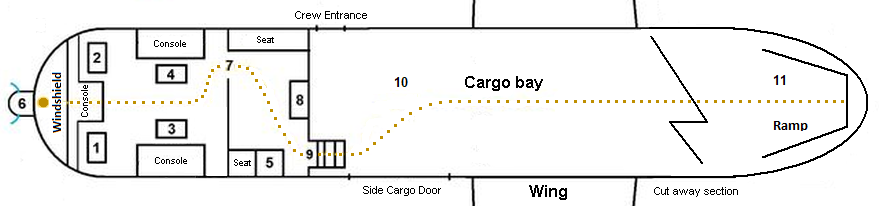 Crew Entrance
Console
Seat
2
4
7
10
Cargo bay
11
6
Windshield
Console
8
Ramp
3
1
Console
Seat
5
9
Side Cargo Door
Wing
Cut away section